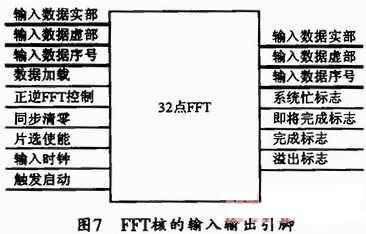 输入数据实部
输入数据虚部
输入数据序号
数据加载
正逆FFT控制
同步清零
片选使能
输入时钟
触发启动
32点FFT
输入数据实部
输入数据虚部
输入数据序号
系统忙标志
即将完成标志
完成标志
溢出标志
图7 FFT核的输入输出引脚